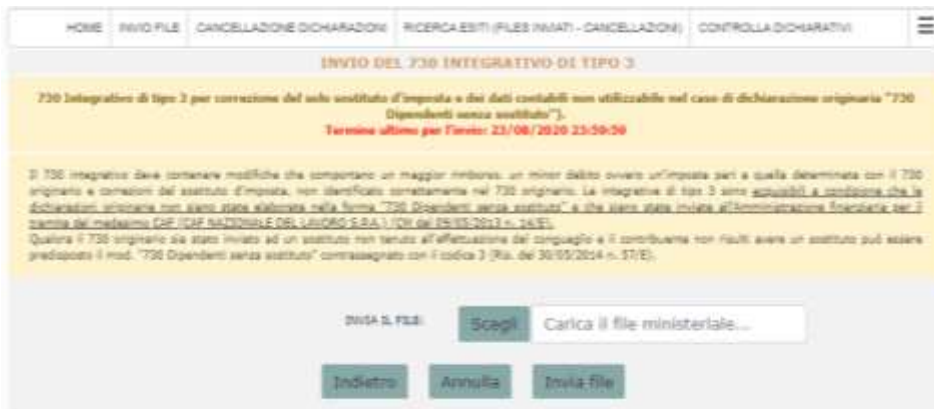 HOME INVIO FILE CANCELLAZIONE DICHIARAZIONI RICERCA ESITI (FILES INVIATI - CANCELLAZIONI) CONTROLLA DICHIARATIVI
INVIO DEL 730 INTEGRATIVO DI TIPO 3
730 Integrativo di tipo 3 per correzione del solo sostituto d'imposta e dei dati contabili non utilizzabile nel caso di dichiarazione originaria "730
Dipendenti senza sostituto").
Termine ultimo per l'invio: 23/08/2020 23:59:59
Il 730 integrativo deve contenere modifiche che comportano un maggior rimborso, un minor debito ovvero un'imposta pari a quella determinata con il 730
originario e correzioni del sostituto d'imposta, non identificato correttamente nel 730 originario. Le integrative di tipo 3 sono eseguibili a condizione che le
dichiarazioni originarie non siano state elaborate nella forma "730 Dipendenti senza sostituto" e che siano state inviate all'Amministrazione finanziaria per il
tramite del medesimo CAF (CAF NAZIONALE DEL LAVORO S.P.A.) (CM del 09/05/2013 n. 14/E).
Qualora il 730 originario sia stato inviato ad un sostituto non tenuto all'effettuazione del conguaglio e il contribuente non risulti avere un sostituto può essere
predisposto il mod. "730 Dipendenti senza sostituto" contrassegnato con il codice 3 (Ris. del 30/05/2014 n. 57/E).
INVIA IL FILE: Scegli Carica il file ministeriale...
Indietro Annulla Invia file